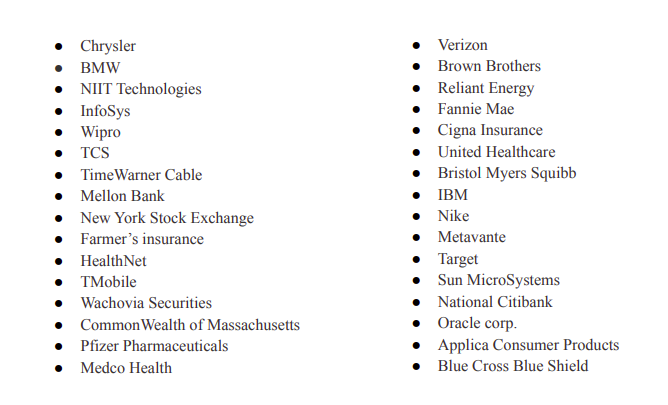 ● Chrysler
● BMW
● NIIT Technologies
● InfoSys
● Wipro
● TCS
● TimeWarner Cable
● Mellon Bank
● New York Stock Exchange
● Farmer’s insurance
● HealthNet
● TMobile
● Wachovia Securities
● CommonWealth of Massachusetts
● Pfizer Pharmaceuticals
● Medco Health
● Verizon
● Brown Brothers
● Reliant Energy
● Fannie Mae
● Cigna Insurance
● United Healthcare
● Bristol Myers Squibb
● IBM
● Nike
● Metavante
● Target
● Sun MicroSystems
● National Citibank
● Oracle corp.
● Applica Consumer Products
● Blue Cross Blue Shield